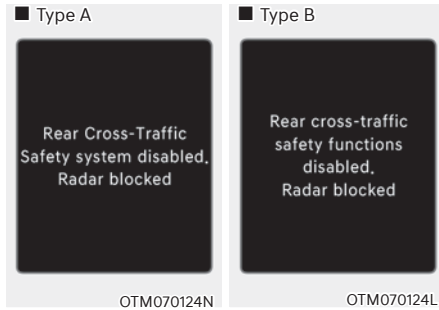 ■ Type A
Rear Cross-Traffic
Safety system disabled.
Radar blocked
OTM070124N
■ Type B
Rear cross-traffic
safety functions
disabled.
Radar blocked
OTM070124L